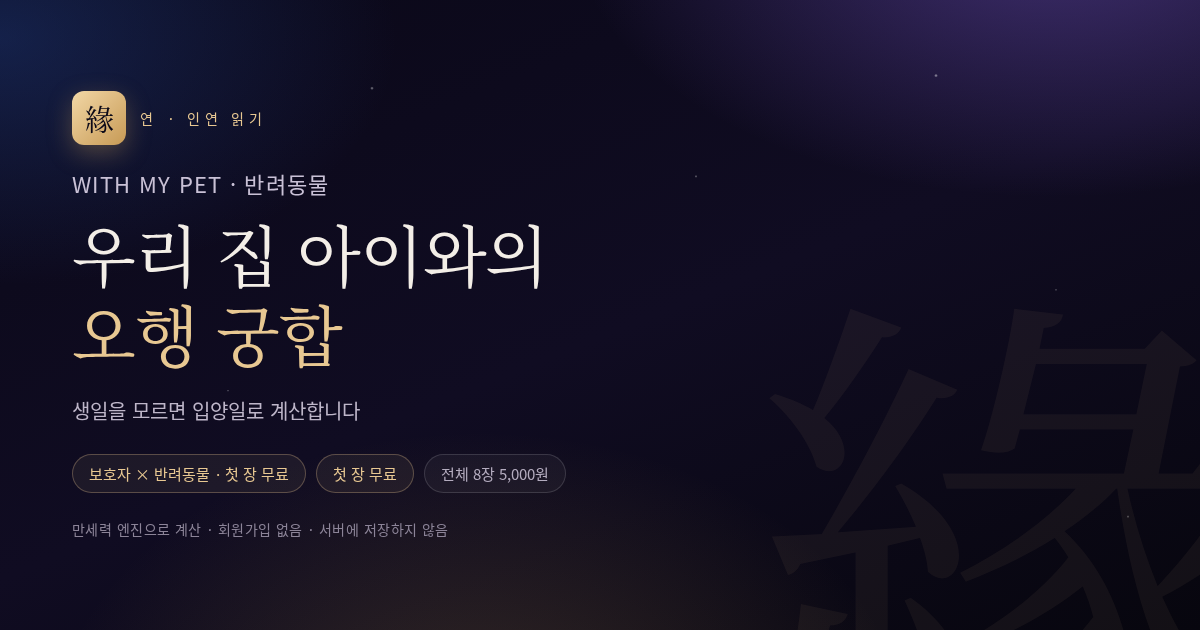 緣 연 · 인연 읽기
WITH MY PET · 반려동물
우리 집 아이와의
오행 궁합
생일을 모르면 입양일로 계산합니다
보호자 × 반려동물 · 첫 장 무료 첫 장 무료 전체 8장 5,000원
만세력 엔진으로 계산 · 회원가입 없음 · 서버에 저장하지 않음
緣